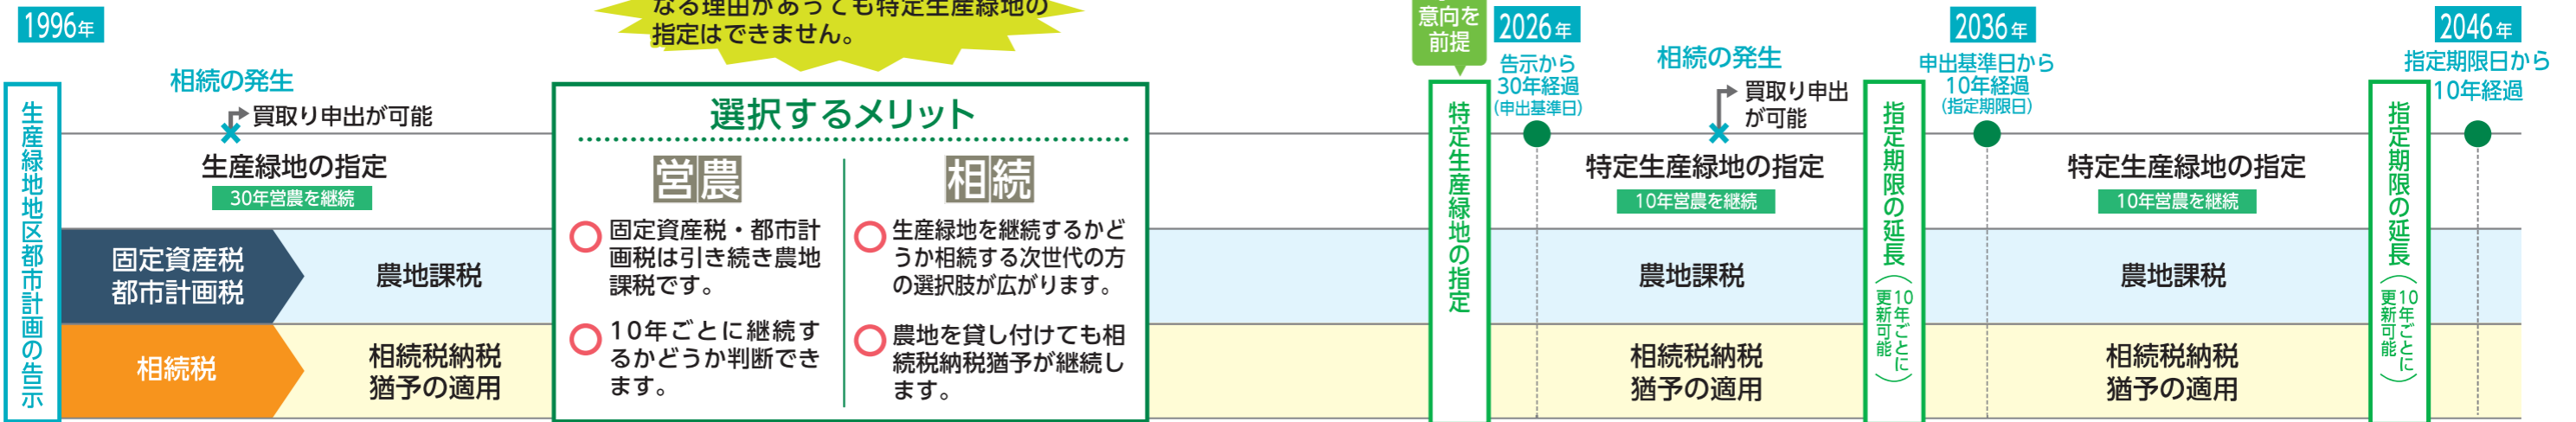 1996年
なる理由があっても特定生産緑地の
指定はできません。
意向を
前提
2026年
告示から
30年経過
(申出基準日)
2036年
申出基準日から
10年経過
(指定期限日)
2046年
指定期限日から
10年経過
生産緑地地区都市計画の告示
相続の発生
買取り申出が可能
生産緑地の指定
30年営農を継続
固定資産税
都市計画税
農地課税
相続税
相続税納税
猶予の適用
選択するメリット
営農
固定資産税・都市計
画税は引き続き農地
課税です。
10年ごとに継続す
るかどうか判断でき
ます。
相続
生産緑地を継続するかど
うか相続する次世代の方
の選択肢が広がります。
農地を貸し付けても相
続税納税猶予が継続し
ます。
特定生産緑地の指定
相続の発生
買取り申出
が可能
特定生産緑地の指定
10年営農を継続
農地課税
相続税納税
猶予の適用
指定期限の延長
(10年ごとに
更新可能)
特定生産緑地の指定
10年営農を継続
農地課税
相続税納税
猶予の適用
指定期限の延長
(10年ごとに
更新可能)